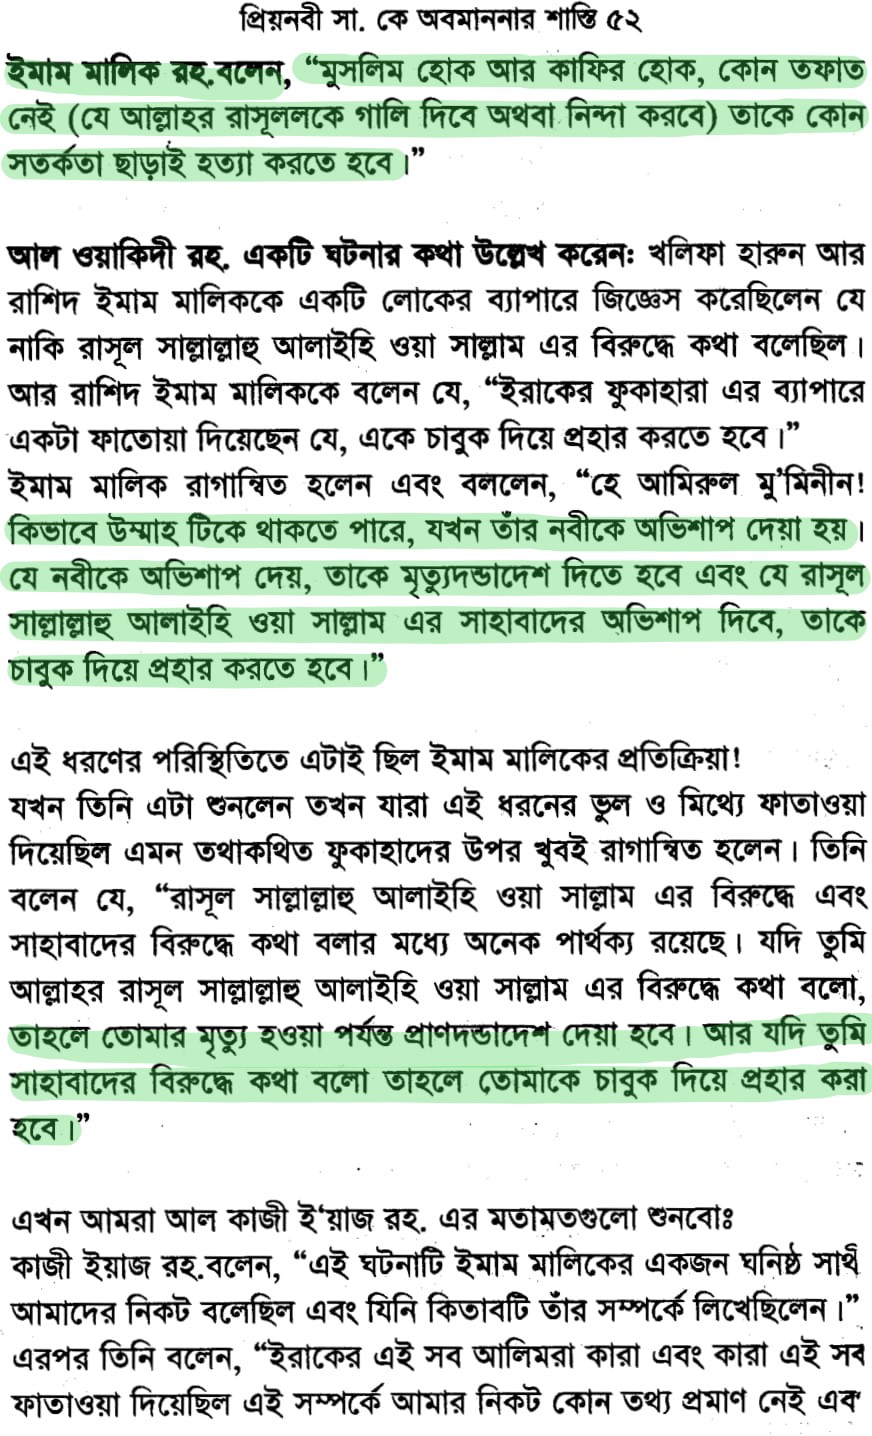 প্রিয়নবী সা. কে অবমাননার শাস্তি ৫২
ইমাম মালিক রহ.বলেন, “মুসলিম হোক আর কাফির হোক, কোন তফাত
নেই (যে আল্লাহর রাসূললকে গালি দিবে অথবা নিন্দা করবে) তাকে কোন
সতর্কতা ছাড়াই হত্যা করতে হবে।”
আল ওয়াকিদী রহ. একটি ঘটনার কথা উল্লেখ করেন: খলিফা হারুন আর
রাশিদ ইমাম মালিককে একটি লোকের ব্যাপারে জিজ্ঞেস করেছিলেন যে
নাকি রাসূল সাল্লাল্লাহু আলাইহি ওয়া সাল্লাম এর বিরুদ্ধে কথা বলেছিল।
আর রাশিদ ইমাম মালিককে বলেন যে, “ইরাকের ফুকাহারা এর ব্যাপারে
একটা ফাতোয়া দিয়েছেন যে, একে চাবুক দিয়ে প্রহার করতে হবে।”
ইমাম মালিক রাগান্বিত হলেন এবং বললেন, “হে আমিরুল মু’মিনীন!
কিভাবে উম্মাহ টিকে থাকতে পারে, যখন তাঁর নবীকে অভিশাপ দেয়া হয়।
যে নবীকে অভিশাপ দেয়, তাকে মৃত্যুদন্ডাদেশ দিতে হবে এবং যে রাসূল
সাল্লাল্লাহু আলাইহি ওয়া সাল্লাম এর সাহাবাদের অভিশাপ দিবে, তাকে
চাবুক দিয়ে প্রহার করতে হবে।”
এই ধরণের পরিস্থিতিতে এটাই ছিল ইমাম মালিকের প্রতিক্রিয়া!
যখন তিনি এটা শুনলেন তখন যারা এই ধরনের ভুল ও মিথ্যে ফাতাওয়া
দিয়েছিল এমন তথাকথিত ফুকাহাদের উপর খুবই রাগান্বিত হলেন। তিনি
বলেন যে, “রাসূল সাল্লাল্লাহু আলাইহি ওয়া সাল্লাম এর বিরুদ্ধে এবং
সাহাবাদের বিরুদ্ধে কথা বলার মধ্যে অনেক পার্থক্য রয়েছে। যদি তুমি
আল্লাহর রাসূল সাল্লাল্লাহু আলাইহি ওয়া সাল্লাম এর বিরুদ্ধে কথা বলো,
তাহলে তোমার মৃত্যু হওয়া পর্যন্ত প্রাণদন্ডাদেশ দেয়া হবে। আর যদি তুমি
সাহাবাদের বিরুদ্ধে কথা বলো তাহলে তোমাকে চাবুক দিয়ে প্রহার করা
হবে।”
এখন আমরা আল কাজী ই‘য়াজ রহ. এর মতামতগুলো শুনবোঃ
কাজী ইয়াজ রহ.বলেন, “এই ঘটনাটি ইমাম মালিকের একজন ঘনিষ্ঠ
আমাদের নিকট বলেছিল এবং যিনি কিতাবটি তাঁর সম্পর্কে লিখেছিলেন।”
এরপর তিনি বলেন, “ইরাকের এই সব আলিমরা কারা এবং কারা এই সব
ফাতাওয়া দিয়েছিল এই সম্পর্কে আমার নিকট কোন তথ্য প্রমাণ নেই